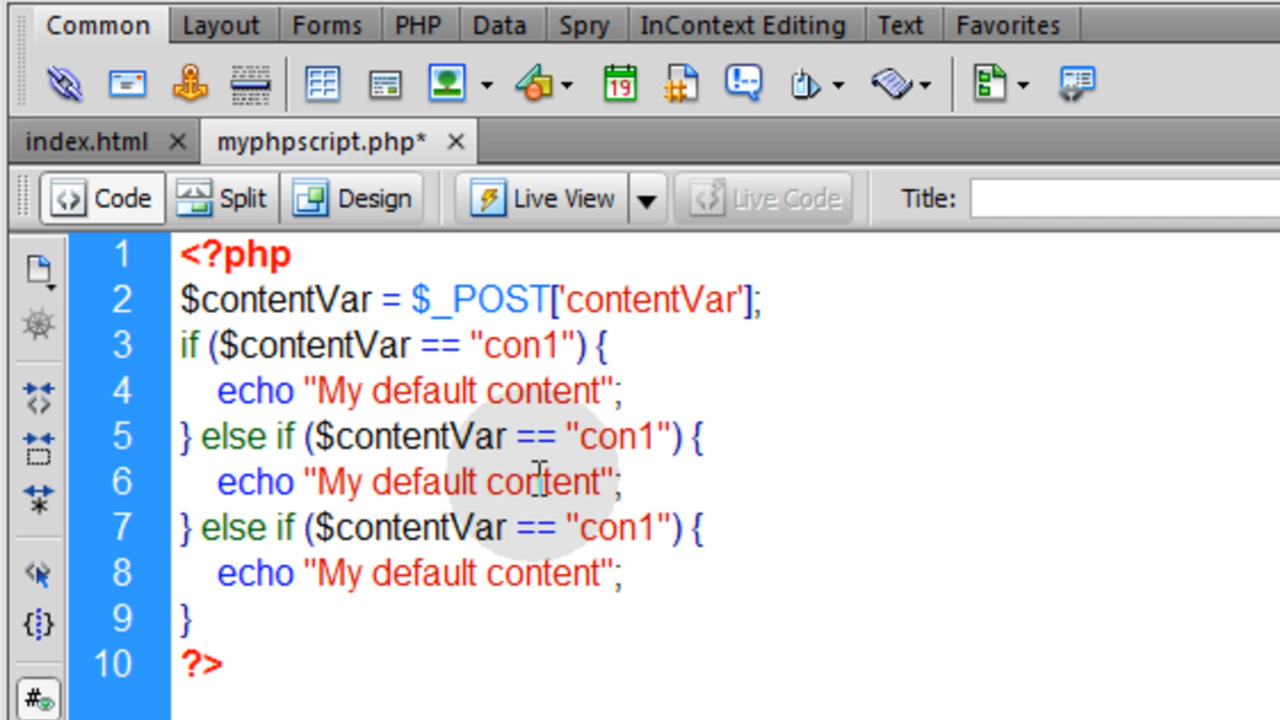 Common Layout Forms PHP Data Spry InContext Editing Text Favorites
19
index.html myphpscript.php*
Code Split Design Live View Live Code Title:
1 <?php
2 $contentVar = $_POST['contentVar'];
3 if ($contentVar == "con1") {
4 echo "My default content";
5 } else if ($contentVar == "con1") {
6 echo "My default content";
7 } else if ($contentVar == "con1") {
8 echo "My default content";
9 }
10 ?>